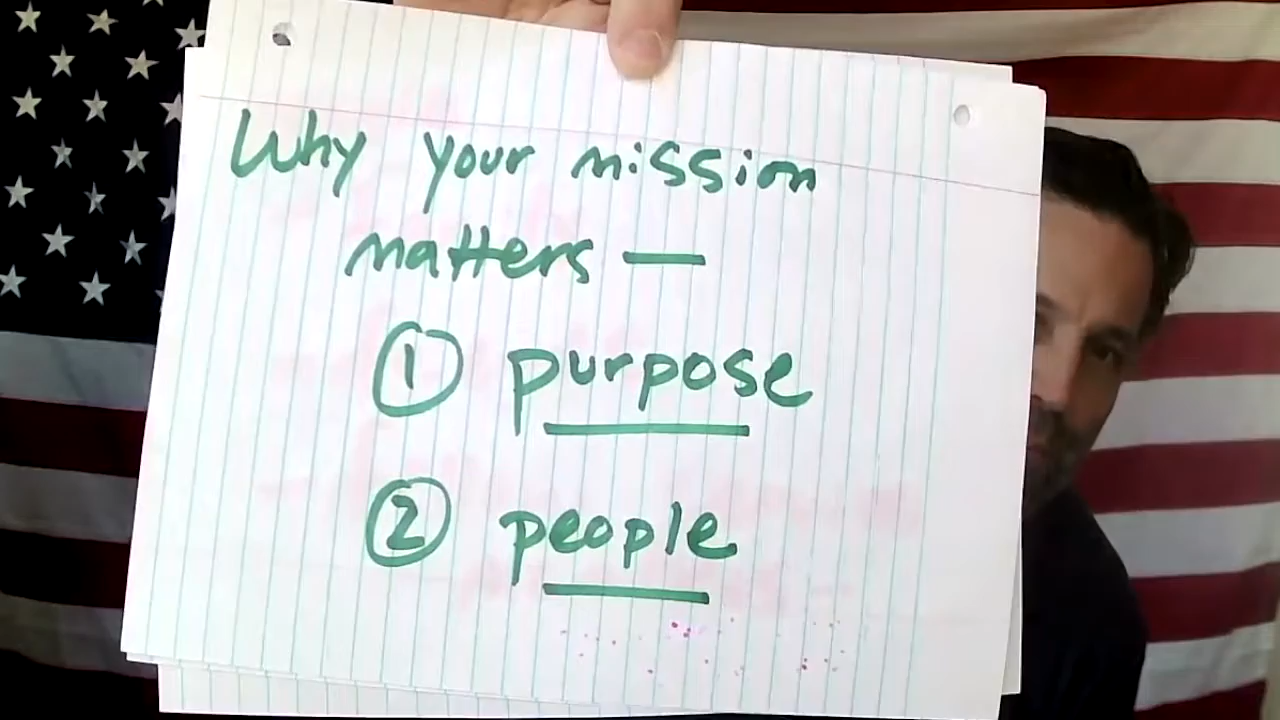 Why your mission
matters —
① purpose
② people